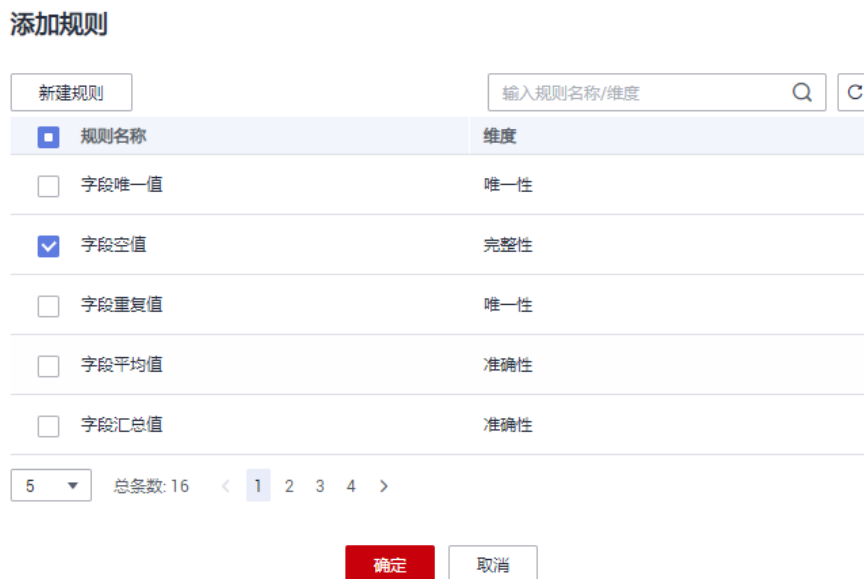 添加规则
新建规则 输入规则名称/维度
规则名称 维度
字段唯一值 唯一性
字段空值 完整性
字段重复值 唯一性
字段平均值 准确性
字段汇总值 准确性
5 总条数: 16 < 1 2 3 4 >
确定 取消